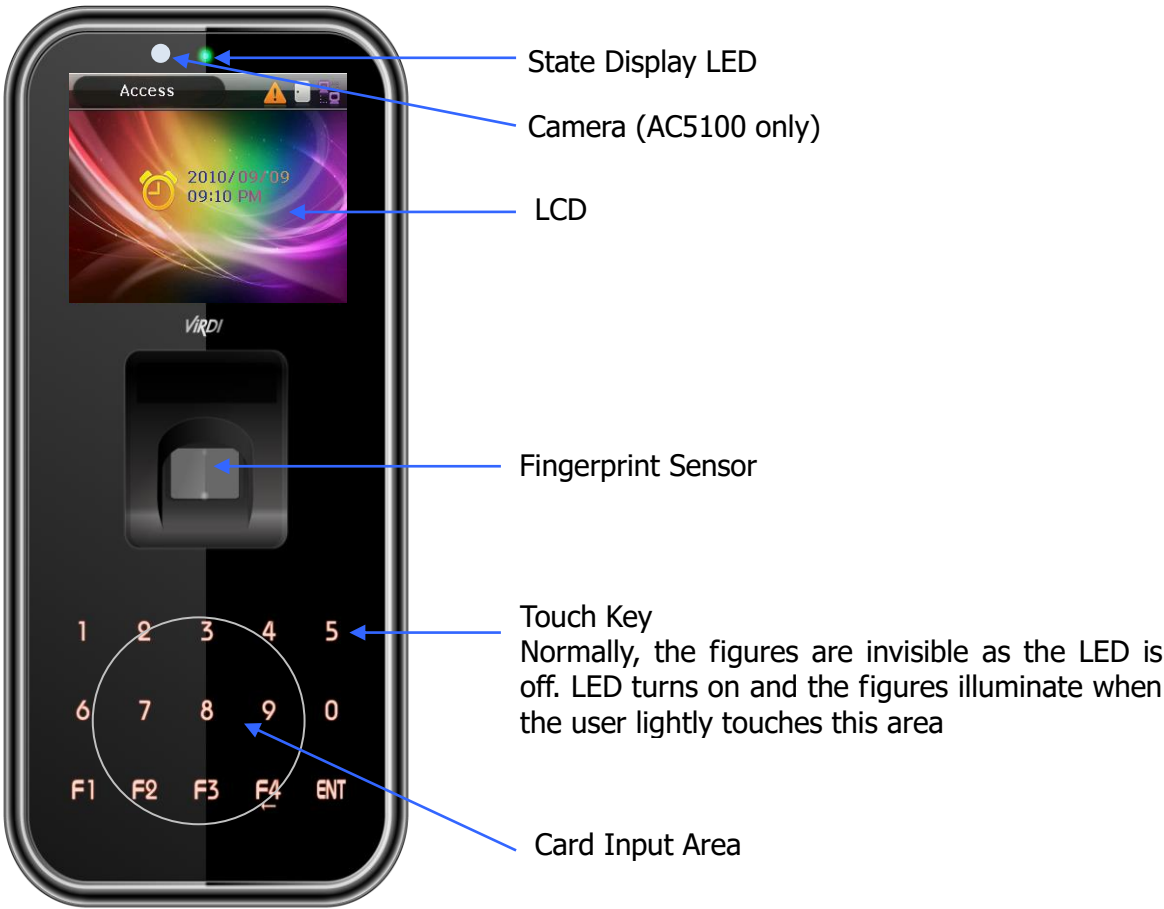 State Display LED
Access
Camera (AC5100 only)
2010/09/09
09:10 PM
LCD
ViRDI
Fingerprint Sensor
Touch Key
Normally, the figures are invisible as the LED is
off. LED turns on and the figures illuminate when
the user lightly touches this area
1 2 3 4 5
6 7 8 9 0
F1 F2 F3 F4 ENT
←
Card Input Area